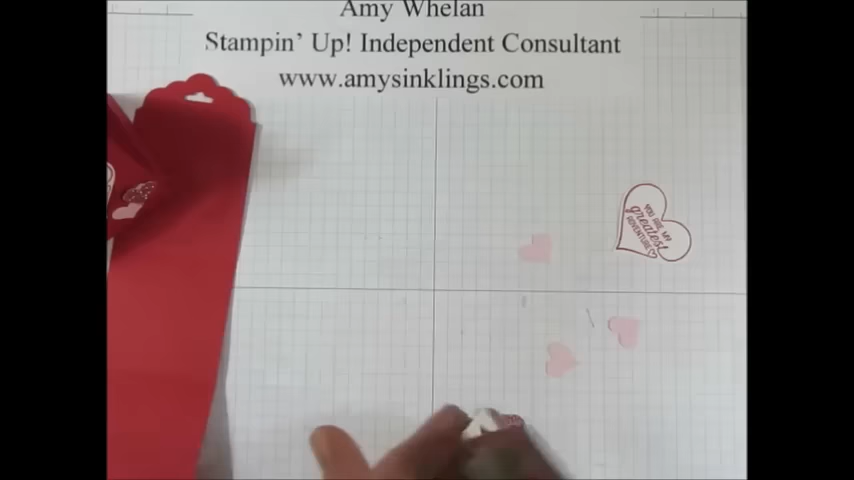 Amy Whelan
Stampin' Up! Independent Consultant
www.amysinklings.com
YOU ARE MY
greatest
ADVENTURE